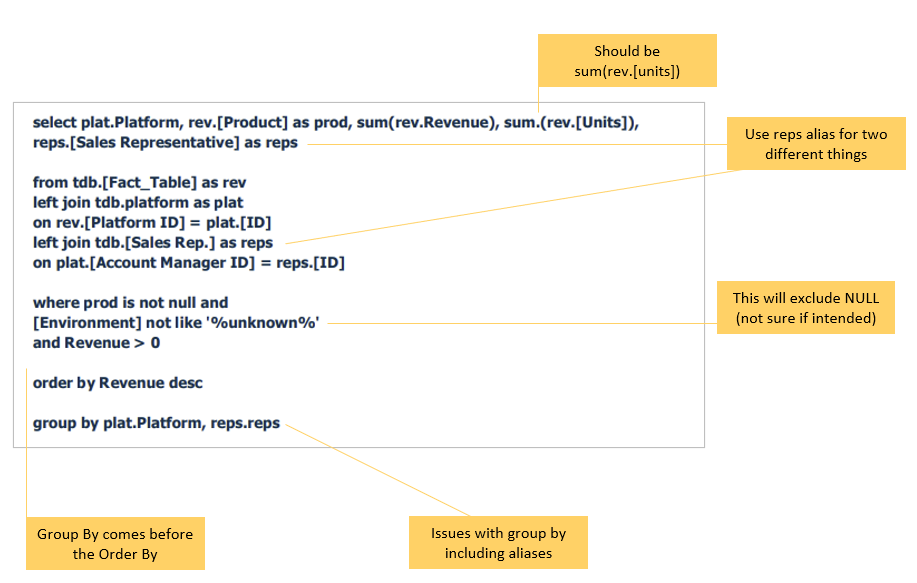 Should be
sum(rev.[units])
select plat.Platform, rev.[Product] as prod, sum(rev.Revenue), sum.(rev.[Units]),
reps.[Sales Representative] as reps
Use reps alias for two
different things
from tdb.[Fact_Table] as rev
left join tdb.platform as plat
on rev.[Platform ID] = plat.[ID]
left join tdb.[Sales Rep.] as reps
on plat.[Account Manager ID] = reps.[ID]
where prod is not null and
[Environment] not like '%unknown%'
and Revenue > 0
This will exclude NULL
(not sure if intended)
order by Revenue desc
group by plat.Platform, reps.reps
Group By comes before
the Order By
Issues with group by
including aliases